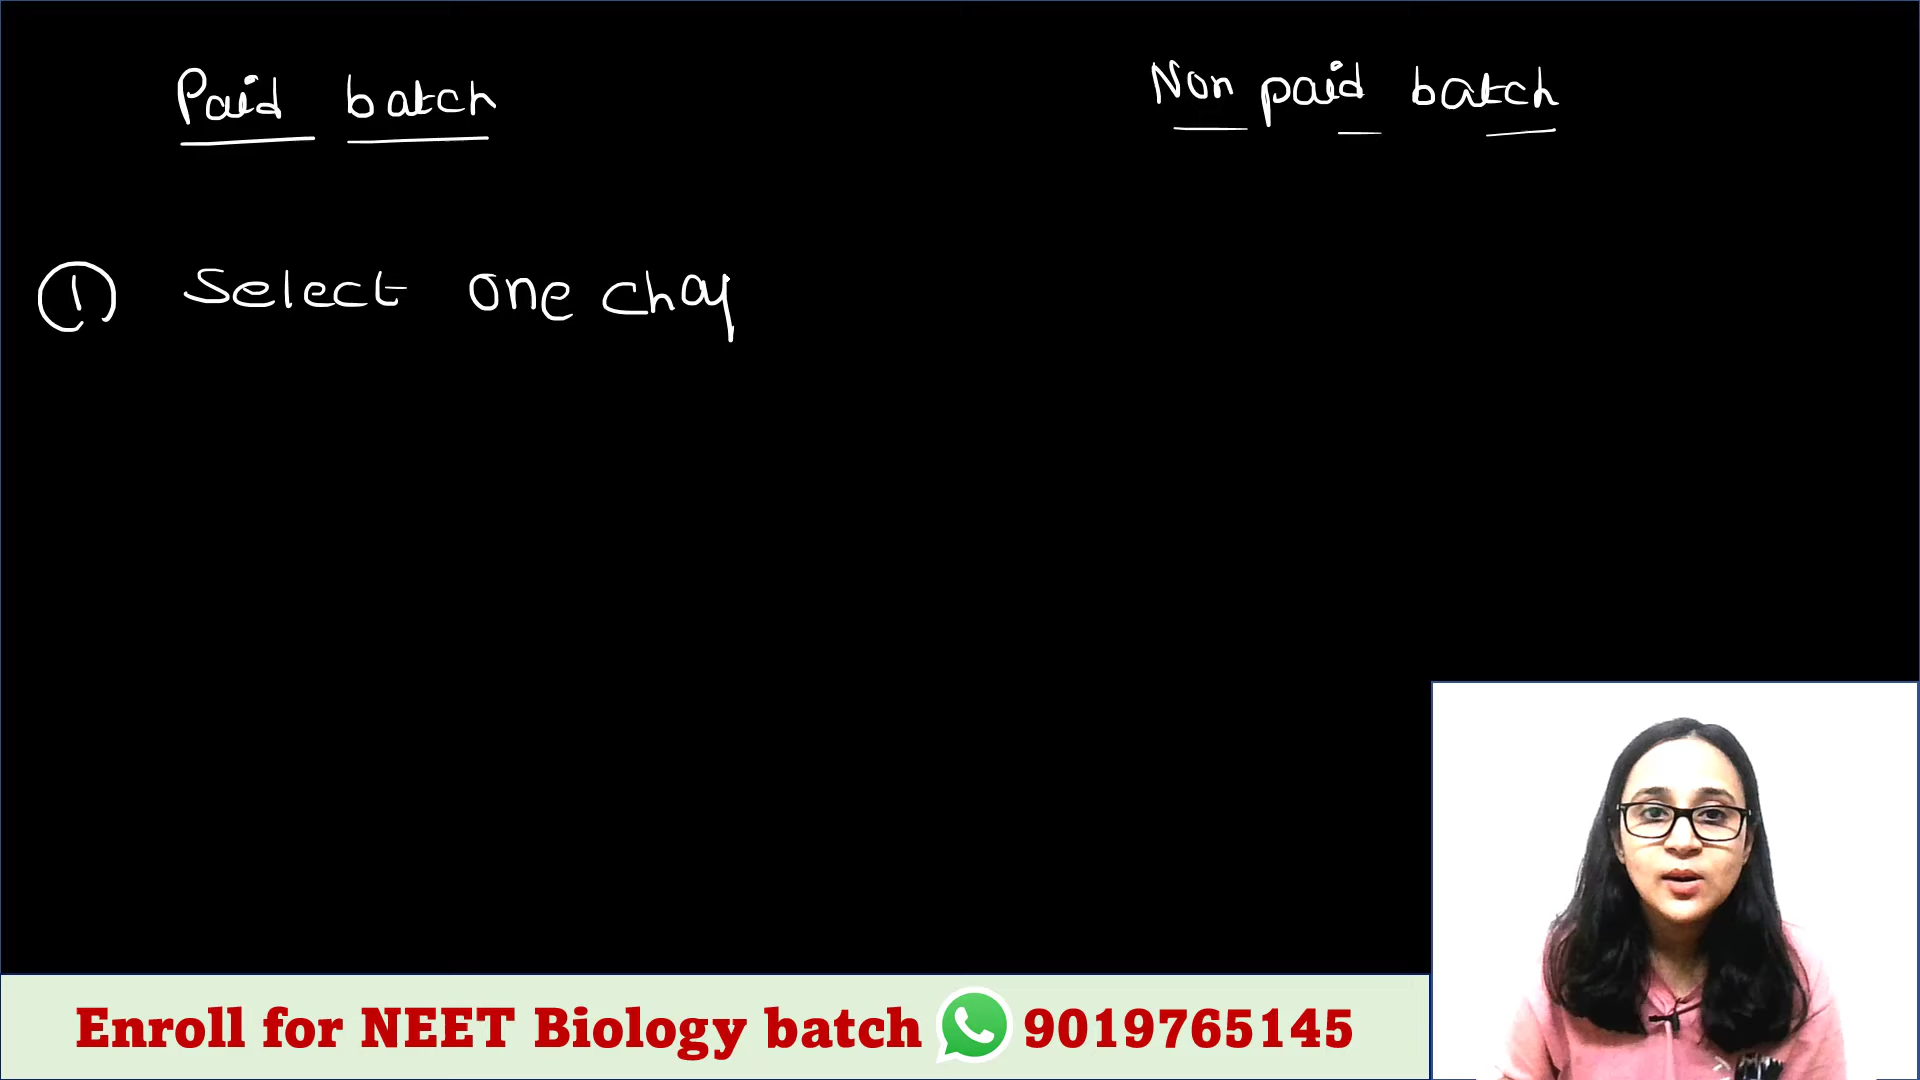 Paid batch
Non paid batch
① Select one chap
Enroll for NEET Biology batch 9019765145